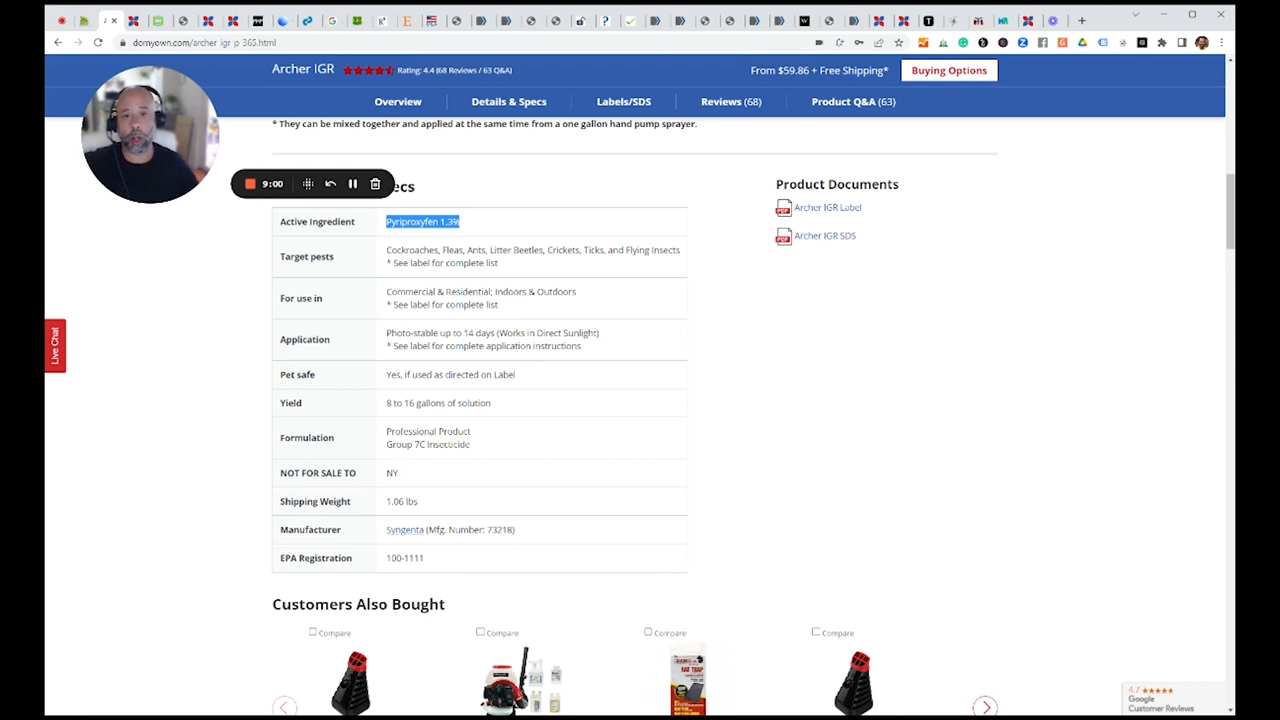 domyown.com/archer-igr-p-365.html
Archer IGR
Rating: 4.4 (68 Reviews / 63 Q&A)
From $59.86 + Free Shipping*
Buying Options
Overview
Details & Specs
Labels/SDS
Reviews (68)
Product Q&A (63)
* They can be mixed together and applied at the same time from a one gallon hand pump sprayer.
9:00
ecs
Product Documents
Active Ingredient
Pyriproxyfen 1.3%
PDF Archer IGR Label
PDF Archer IGR SDS
Target pests
Cockroaches, Fleas, Ants, Litter Beetles, Crickets, Ticks, and Flying Insects
* See label for complete list
For use in
Commercial & Residential; Indoors & Outdoors
* See label for complete list
Application
Photo-stable up to 14 days (Works in Direct Sunlight)
* See label for complete application instructions
Live Chat
Pet safe
Yes, if used as directed on Label
Yield
8 to 16 gallons of solution
Formulation
Professional Product
Group 7C Insecticide
NOT FOR SALE TO
NY
Shipping Weight
1.06 lbs
Manufacturer
Syngenta (Mfg. Number: 73218)
EPA Registration
100-1111
Customers Also Bought
Compare
Compare
Compare
Compare
RAT TRAP
4.7
Google
Customer Reviews